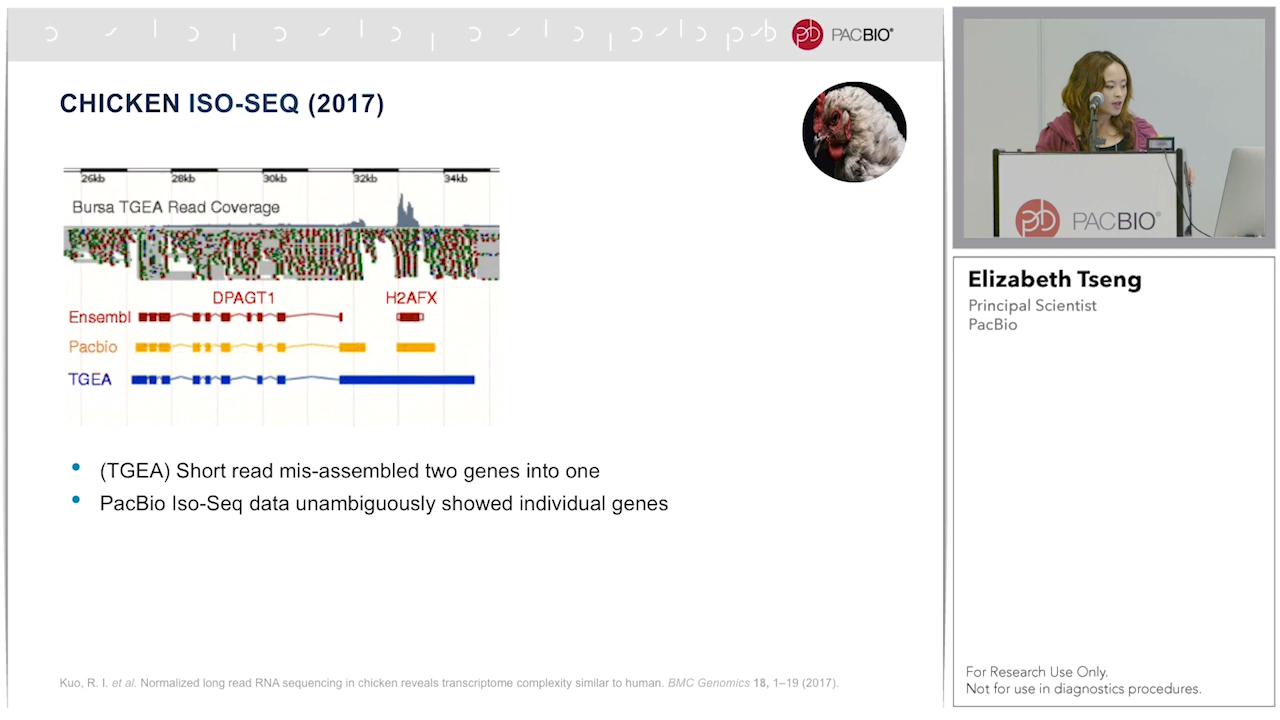 PACBIO®
CHICKEN ISO-SEQ (2017)
26kb 28kb 30kb 32kb 34kb
Bursa TGEA Read Coverage
DPAGT1 H2AFX
Ensembl
Pacbio
TGEA
• (TGEA) Short read mis-assembled two genes into one
• PacBio Iso-Seq data unambiguously showed individual genes
Kuo, R. I. et al. Normalized long read RNA sequencing in chicken reveals transcriptome complexity similar to human. BMC Genomics 18, 1–19 (2017).
PACBIO®
Elizabeth Tseng
Principal Scientist
PacBio
For Research Use Only.
Not for use in diagnostics procedures.